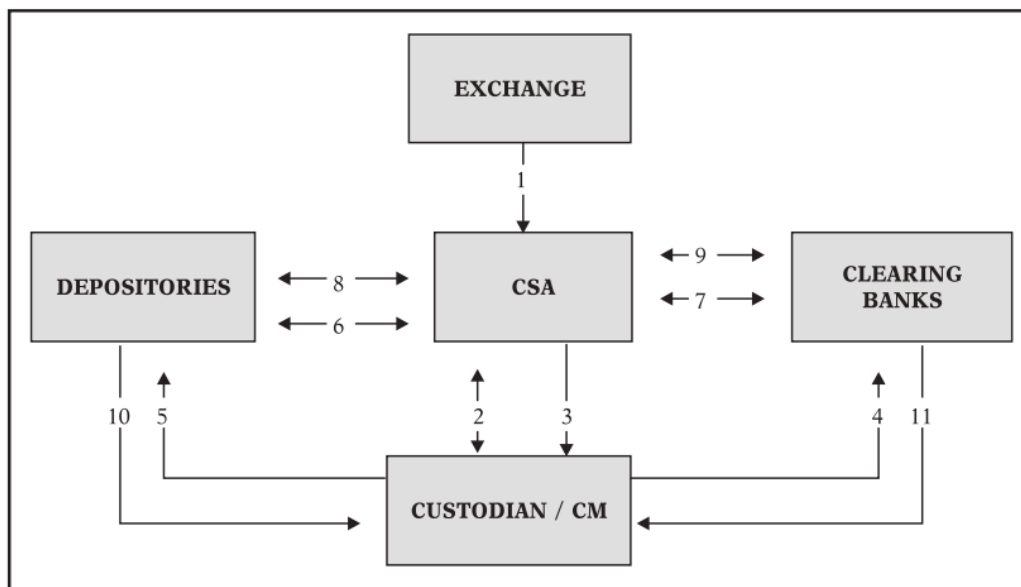 EXCHANGE
1
DEPOSITORIES
8
6
CSA
9
7
CLEARING
BANKS
10
5
2
3
4
11
CUSTODIAN / CM